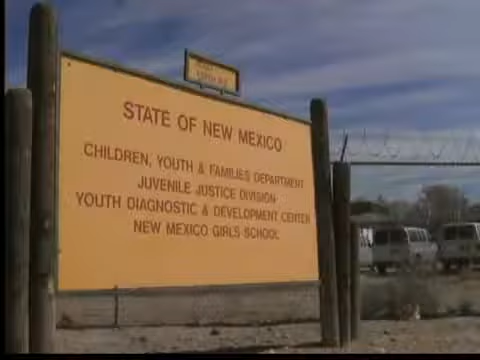 STATE OF NEW MEXICO
CHILDREN, YOUTH & FAMILIES DEPARTMENT
JUVENILE JUSTICE DIVISION
YOUTH DIAGNOSTIC & DEVELOPMENT CENTER
NEW MEXICO GIRLS SCHOOL